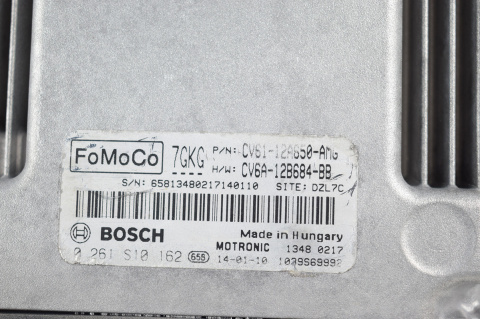 FoMoCo 7GKG P/N: CV61-12A650-AMG
H/W: CV6A-12B684-BB
S/N: 65813480217140110 SITE: DZL7C
BOSCH Made in Hungary
MOTRONIC 1348 0217
0 261 S10 162 655 14-01-10 1039S69992